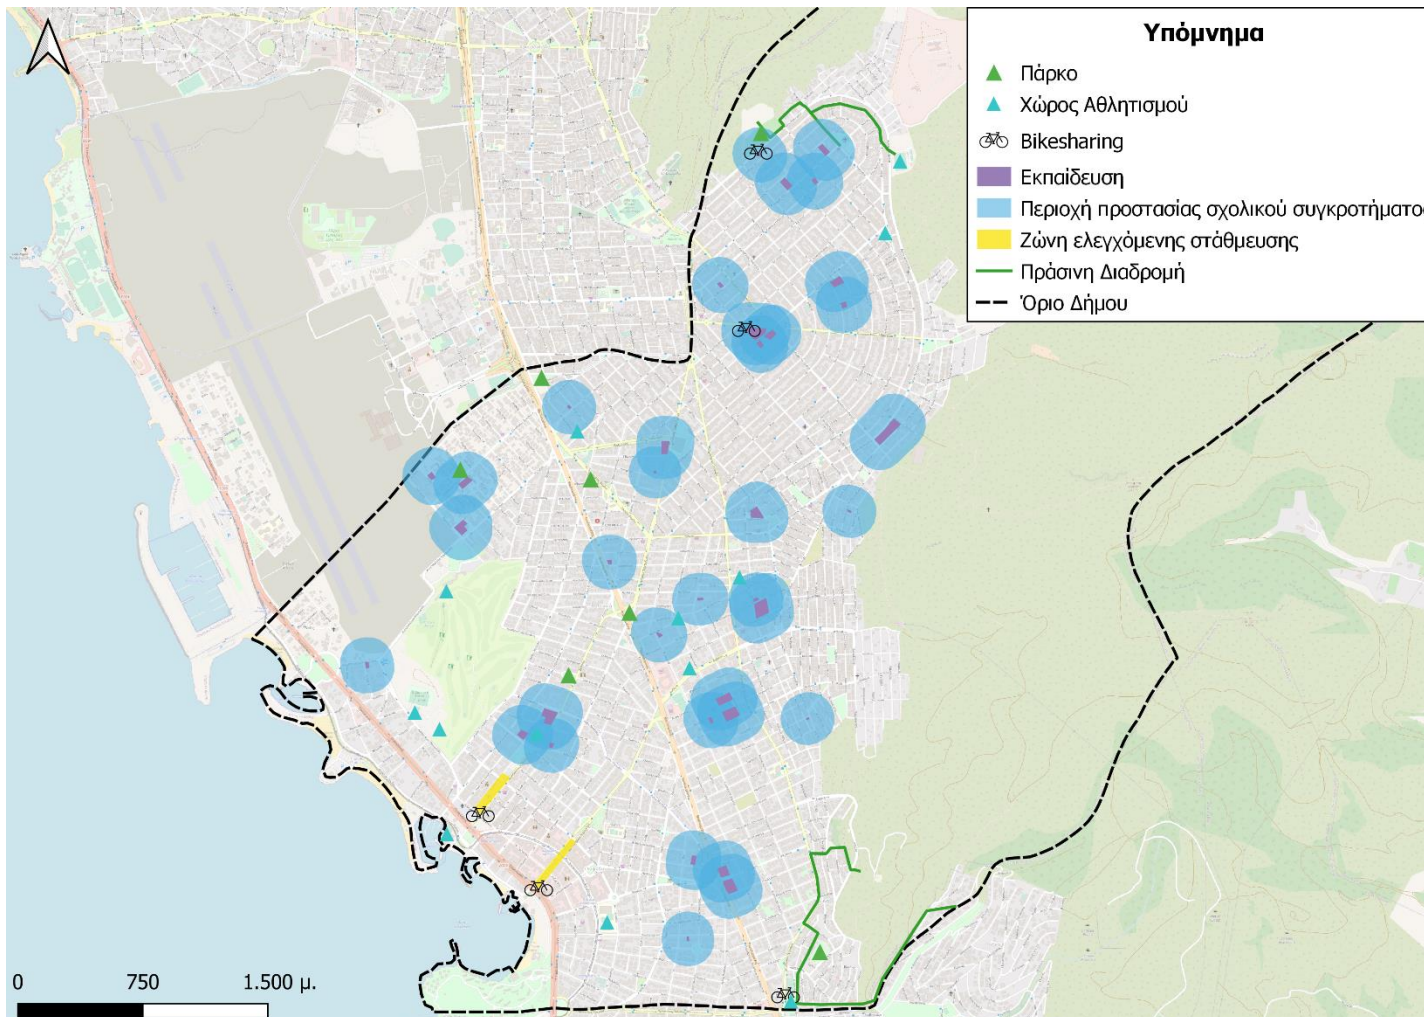 Υπόμνημα
Πάρκο
Χώρος Αθλητισμού
Bikesharing
Εκπαίδευση
Περιοχή προστασίας σχολικού συγκροτήματος
Ζώνη ελεγχόμενης στάθμευσης
Πράσινη Διαδρομή
Όριο Δήμου
0 750 1.500 μ.